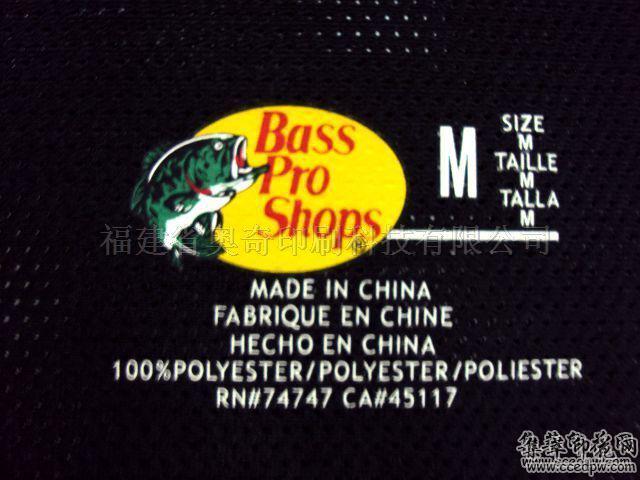 Bass
Pro
Shops
®
M
SIZE
M
TAILLE
M
TALLA
M
福建省奥奇印刷科技有限公司
MADE IN CHINA
FABRIQUE EN CHINE
HECHO EN CHINA
100%POLYESTER/POLYESTER/POLIESTER
RN#74747 CA#45117
集萃印花网
www.ccedpw.com